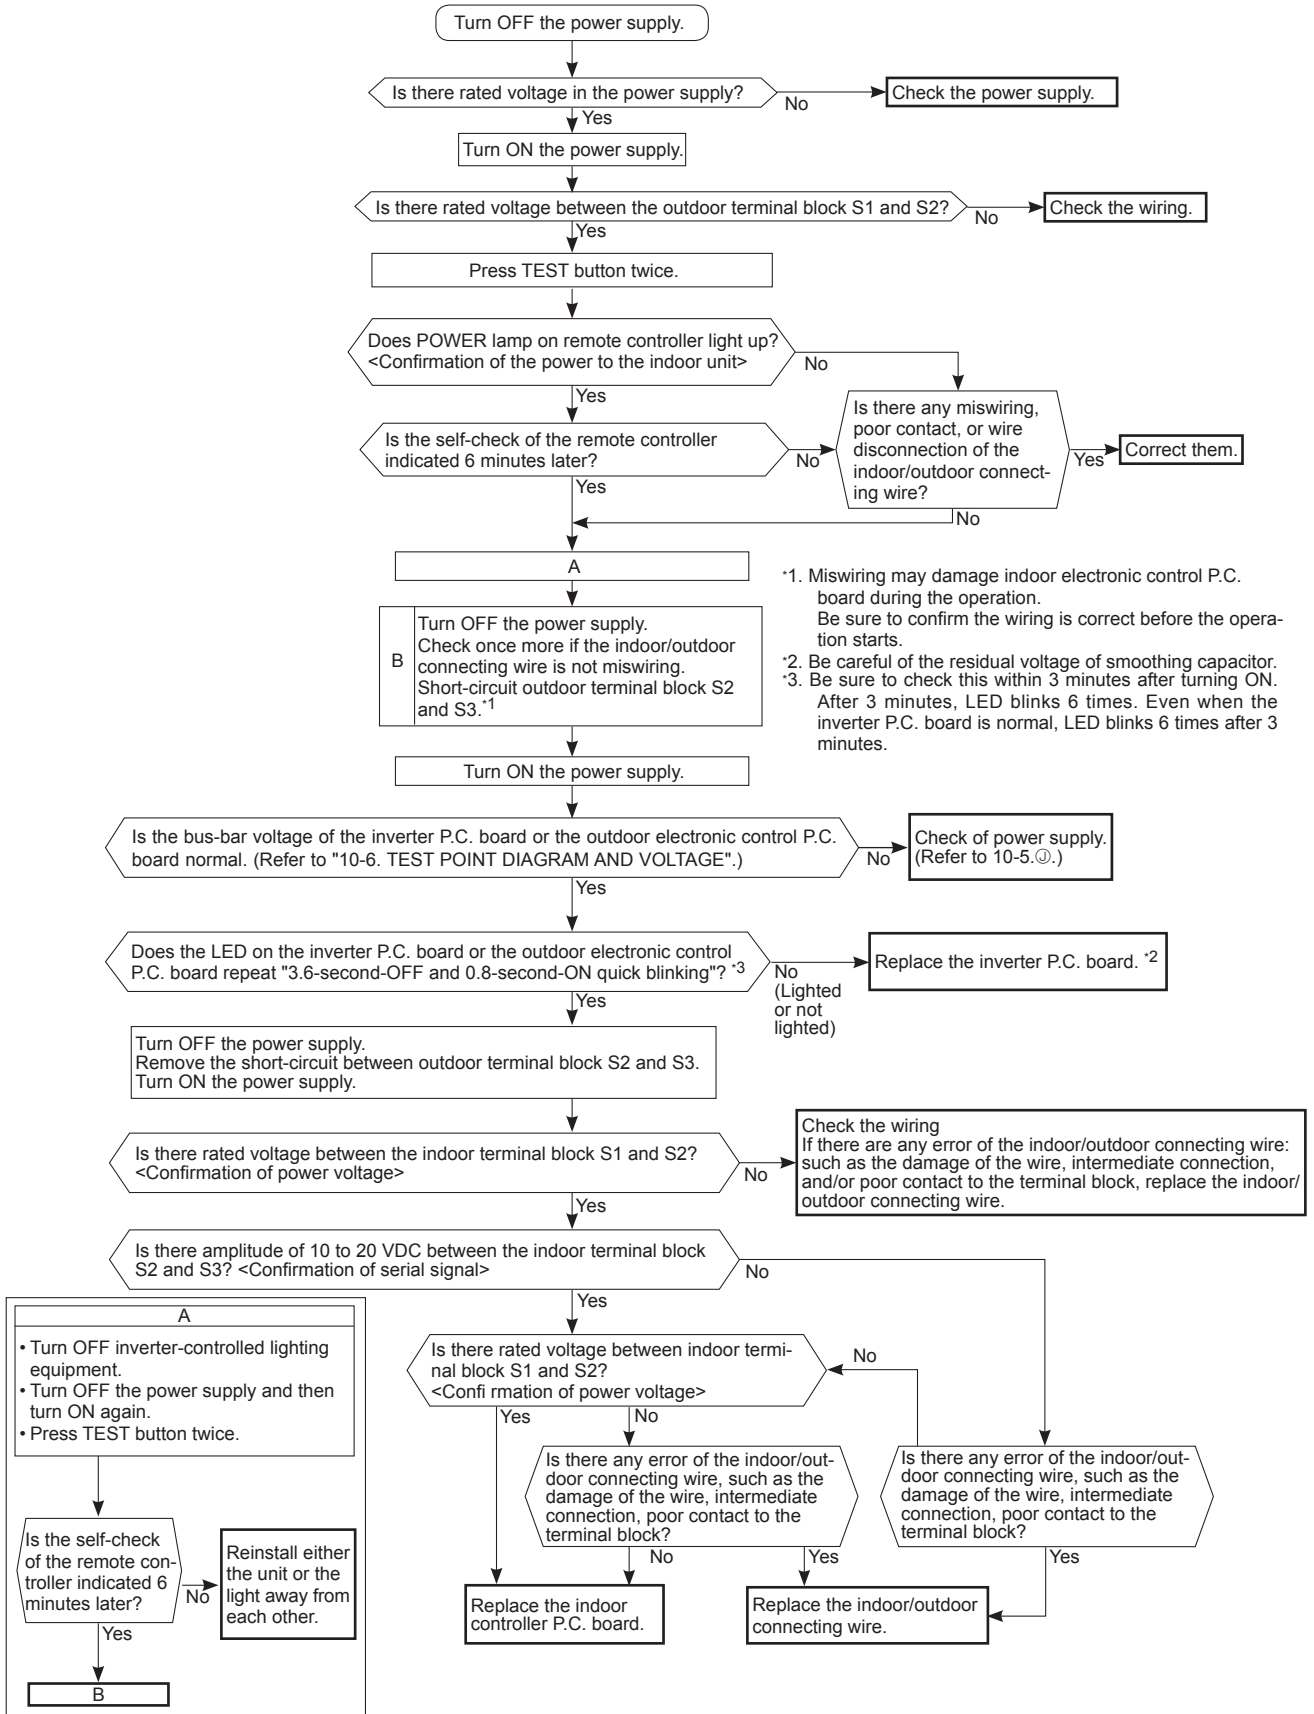 Turn OFF the power supply.
Is there rated voltage in the power supply?
No
Check the power supply.
Yes
Turn ON the power supply.
Is there rated voltage between the outdoor terminal block S1 and S2?
No
Check the wiring.
Yes
Press TEST button twice.
Does POWER lamp on remote controller light up?
<Confirmation of the power to the indoor unit>
No
Yes
Is the self-check of the remote controller
indicated 6 minutes later?
No
Is there any miswiring,
poor contact, or wire
disconnection of the
indoor/outdoor connect-
ing wire?
Yes
Correct them.
Yes
No
A
B
Turn OFF the power supply.
Check once more if the indoor/outdoor
connecting wire is not miswiring.
Short-circuit outdoor terminal block S2
and S3.*1
*1. Miswiring may damage indoor electronic control P.C.
board during the operation.
Be sure to confirm the wiring is correct before the opera-
tion starts.
*2. Be careful of the residual voltage of smoothing capacitor.
*3. Be sure to check this within 3 minutes after turning ON.
After 3 minutes, LED blinks 6 times. Even when the
inverter P.C. board is normal, LED blinks 6 times after 3
minutes.
Turn ON the power supply.
Is the bus-bar voltage of the inverter P.C. board or the outdoor electronic control P.C.
board normal. (Refer to "10-6. TEST POINT DIAGRAM AND VOLTAGE".)
No
Check of power supply.
(Refer to 10-5.Ⓙ.)
Yes
Does the LED on the inverter P.C. board or the outdoor electronic control
P.C. board repeat "3.6-second-OFF and 0.8-second-ON quick blinking"? *3
No
(Lighted
or not
lighted)
Replace the inverter P.C. board. *2
Yes
Turn OFF the power supply.
Remove the short-circuit between outdoor terminal block S2 and S3.
Turn ON the power supply.
Is there rated voltage between the indoor terminal block S1 and S2?
<Confirmation of power voltage>
No
Check the wiring
If there are any error of the indoor/outdoor connecting wire:
such as the damage of the wire, intermediate connection,
and/or poor contact to the terminal block, replace the indoor/
outdoor connecting wire.
Yes
Is there amplitude of 10 to 20 VDC between the indoor terminal block
S2 and S3? <Confirmation of serial signal>
No
Yes
Is there rated voltage between indoor termi-
nal block S1 and S2?
<Confi rmation of power voltage>
No
Yes
No
Is there any error of the indoor/out-
door connecting wire, such as the
damage of the wire, intermediate
connection, poor contact to the
terminal block?
Is there any error of the indoor/out-
door connecting wire, such as the
damage of the wire, intermediate
connection, poor contact to the
terminal block?
No
Yes
Yes
Replace the indoor
controller P.C. board.
Replace the indoor/outdoor
connecting wire.
A
• Turn OFF inverter-controlled lighting
equipment.
• Turn OFF the power supply and then
turn ON again.
• Press TEST button twice.
Is the self-check
of the remote con-
troller indicated 6
minutes later?
No
Reinstall either
the unit or the
light away from
each other.
Yes
B